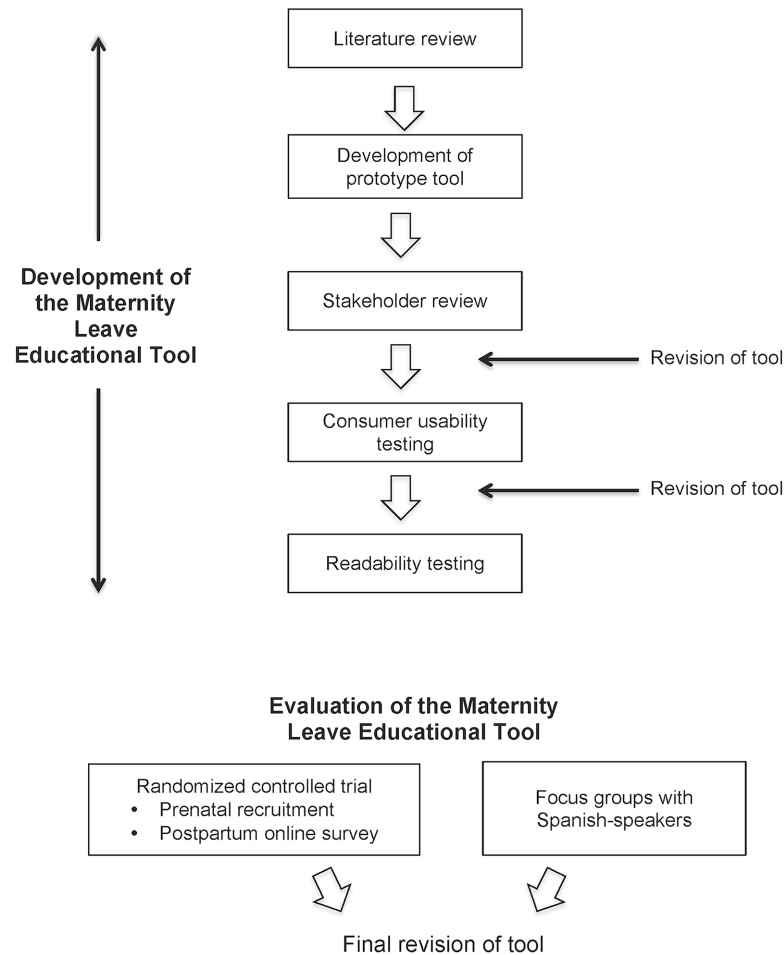 Literature review
Development of
prototype tool
Stakeholder review
Development of
the Maternity
Leave
Educational Tool
Revision of tool
Consumer usability
testing
Revision of tool
Readability testing
Evaluation of the Maternity
Leave Educational Tool
Randomized controlled trial
• Prenatal recruitment
• Postpartum online survey
Focus groups with
Spanish-speakers
Final revision of tool